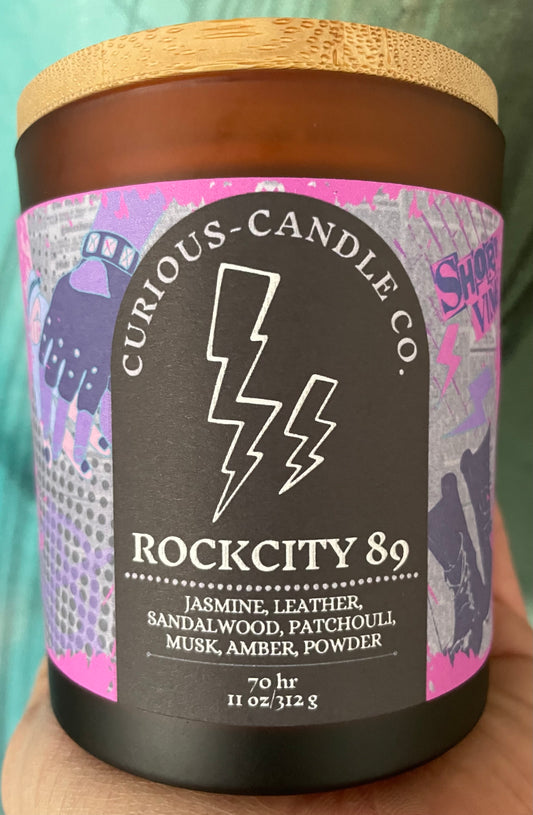 CURIOUS-CANDLE CO.
ROCKCITY 89
JASMINE, LEATHER,
SANDALWOOD, PATCHOULI,
MUSK, AMBER, POWDER
70 hr
11 oz/312 g